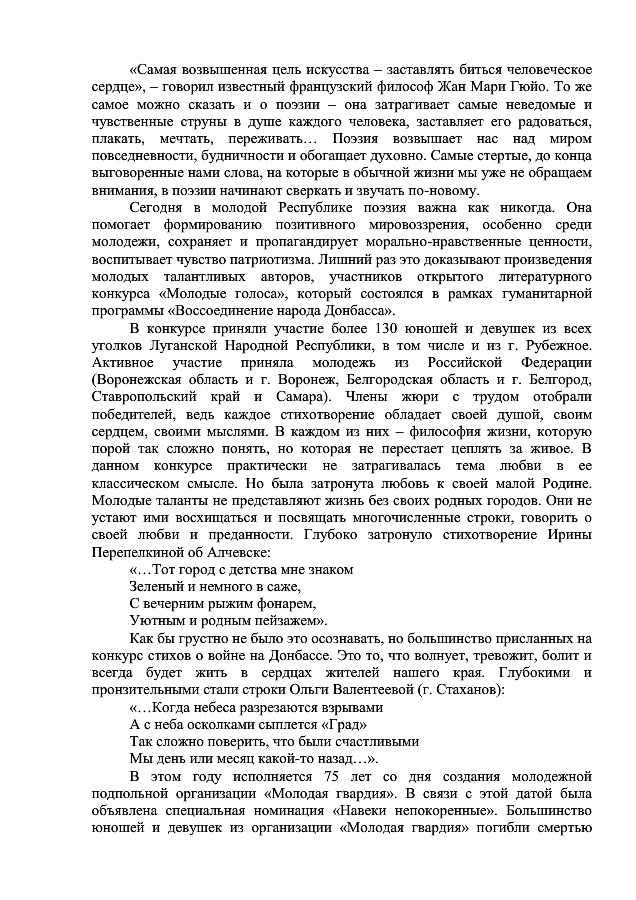 «Самая возвышенная цель искусства – заставлять биться человеческое
сердце», – говорил известный французский философ Жан Мари Гюйо. То же
самое можно сказать и о поэзии – она затрагивает самые неведомые и
чувственные струны в душе каждого человека, заставляет его радоваться,
плакать, мечтать, переживать… Поэзия возвышает нас над миром
повседневности, будничности и обогащает духовно. Самые стертые, до конца
выговоренные нами слова, на которые в обычной жизни мы уже не обращаем
внимания, в поэзии начинают сверкать и звучать по-новому.
Сегодня в молодой Республике поэзия важна как никогда. Она
помогает формированию позитивного мировоззрения, особенно среди
молодежи, сохраняет и пропагандирует морально-нравственные ценности,
воспитывает чувство патриотизма. Лишний раз это доказывают произведения
молодых талантливых авторов, участников открытого литературного
конкурса «Молодые голоса», который состоялся в рамках гуманитарной
программы «Воссоединение народа Донбасса».
В конкурсе приняли участие более 130 юношей и девушек из всех
уголков Луганской Народной Республики, в том числе и из г. Рубежное.
Активное участие приняла молодежь из Российской Федерации
(Воронежская область и г. Воронеж, Белгородская область и г. Белгород,
Ставропольский край и Самара). Члены жюри с трудом отобрали
победителей, ведь каждое стихотворение обладает своей душой, своим
сердцем, своими мыслями. В каждом из них – философия жизни, которую
порой так сложно понять, но которая не перестает цеплять за живое. В
данном конкурсе практически не затрагивалась тема любви в ее
классическом смысле. Но была затронута любовь к своей малой Родине.
Молодые таланты не представляют жизнь без своих родных городов. Они не
устают ими восхищаться и посвящать многочисленные строки, говорить о
своей любви и преданности. Глубоко затронуло стихотворение Ирины
Перепелкиной об Алчевске:
«…Тот город с детства мне знаком
Зеленый и немного в саже,
С вечерним рыжим фонарем,
Уютным и родным пейзажем».
Как бы грустно не было это осознавать, но большинство присланных на
конкурс стихов о войне на Донбассе. Это то, что волнует, тревожит, болит и
всегда будет жить в сердцах жителей нашего края. Глубокими и
пронзительными стали строки Ольги Валентеевой (г. Стаханов):
«…Когда небеса разрезаются взрывами
А с неба осколками сыплется «Град»
Так сложно поверить, что были счастливыми
Мы день или месяц какой-то назад…».
В этом году исполняется 75 лет со дня создания молодежной
подпольной организации «Молодая гвардия». В связи с этой датой была
объявлена специальная номинация «Навеки непокоренные». Большинство
юношей и девушек из организации «Молодая гвардия» погибли смертью